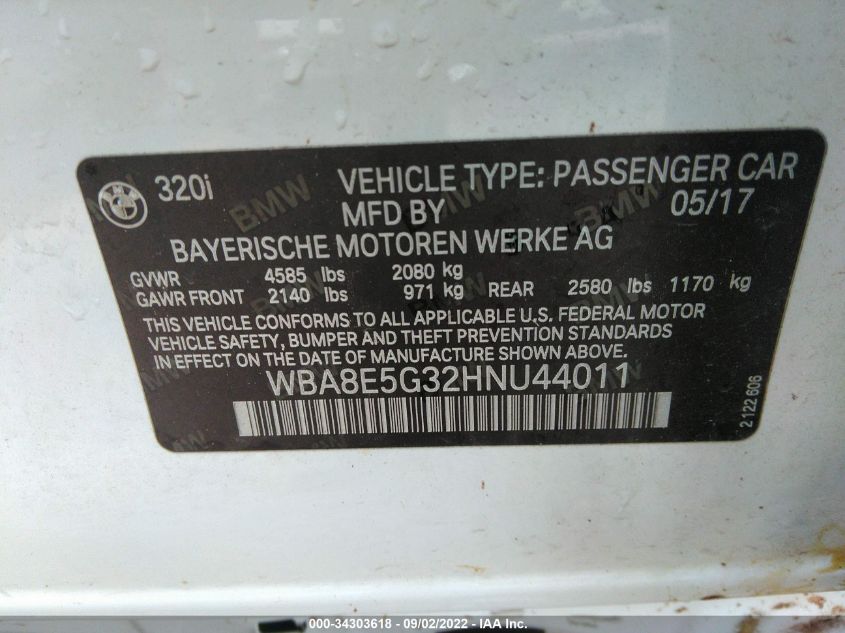 320i VEHICLE TYPE: PASSENGER CAR
MFD BY 05/17
BAYERISCHE MOTOREN WERKE AG
GVWR 4585 lbs 2080 kg
GAWR FRONT 2140 lbs 971 kg REAR 2580 lbs 1170 kg
THIS VEHICLE CONFORMS TO ALL APPLICABLE U.S. FEDERAL MOTOR
VEHICLE SAFETY, BUMPER AND THEFT PREVENTION STANDARDS
IN EFFECT ON THE DATE OF MANUFACTURE.
WBA8E5G32HNU44011
2 122 606
000-34303618 - 09/02/2022 - IAA Inc.